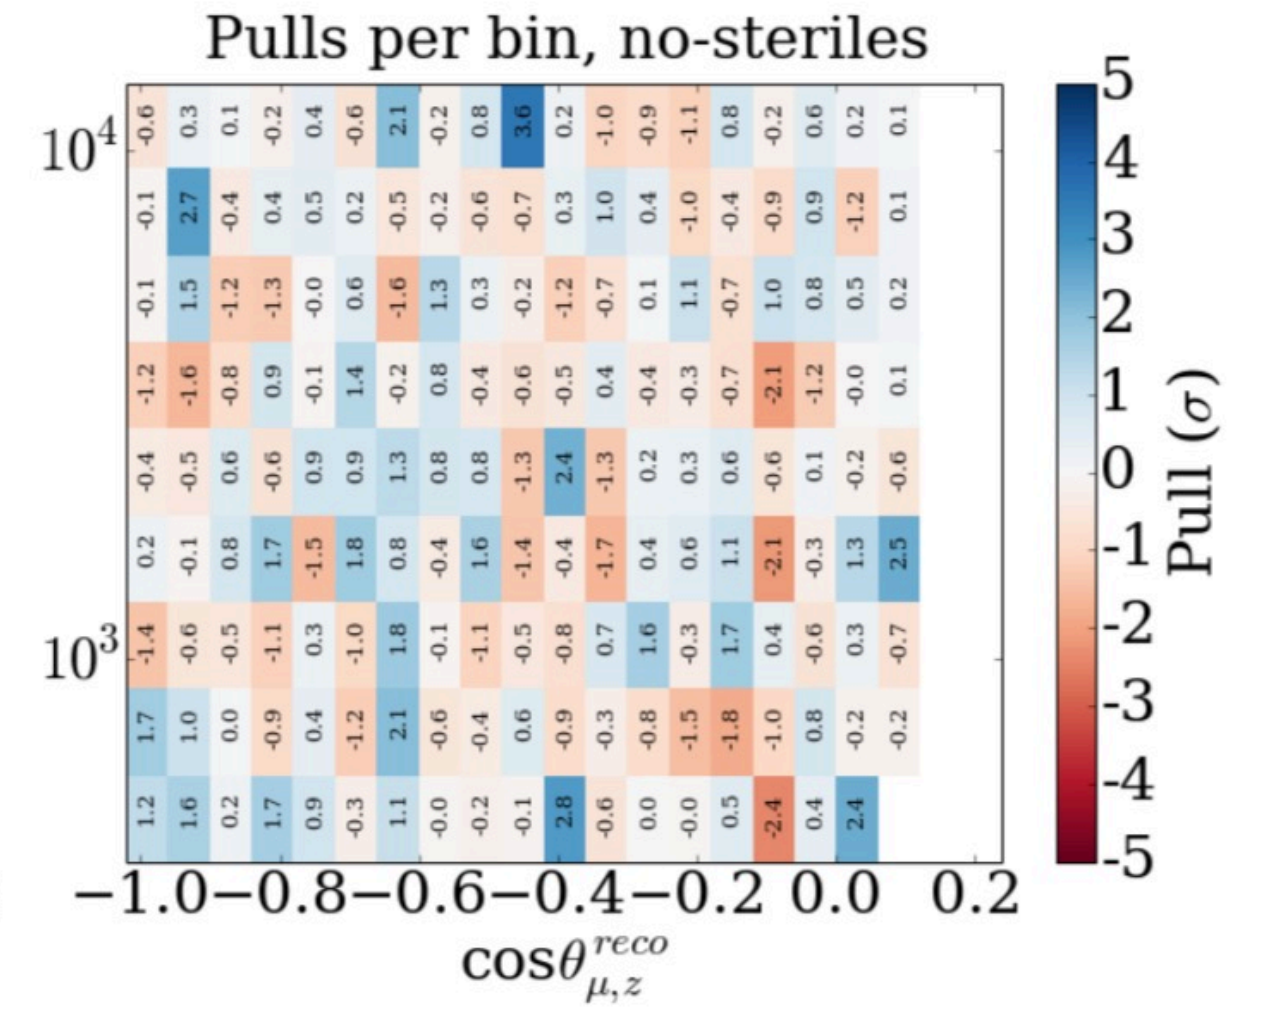 Pulls per bin, no-steriles
10⁴
-0.6 0.3 0.1 -0.2 0.4 -0.6 2.1 -0.2 0.8 3.6 0.2 -1.0 -0.9 -1.1 0.8 -0.2 0.6 0.2 0.1
-0.1 2.7 -0.4 0.4 0.5 0.2 -0.5 -0.2 -0.6 -0.7 0.3 1.0 0.4 -1.0 -0.4 -0.9 0.9 -1.2 0.1
-0.1 1.5 -1.2 -1.3 -0.0 0.6 -1.6 1.3 0.3 -0.2 -1.2 -0.7 0.1 1.1 -0.7 1.0 0.8 0.5 0.2
-1.2 -1.6 -0.8 0.9 -0.1 1.4 -0.2 0.8 -0.4 -0.6 -0.5 0.4 -0.4 -0.3 -0.7 -2.1 -1.2 -0.0 0.1
-0.4 -0.5 0.6 -0.6 0.9 0.9 1.3 0.8 0.8 -1.3 2.4 -1.3 0.2 0.3 0.6 -0.6 0.1 -0.2 -0.6
0.2 -0.1 0.8 1.7 -1.5 1.8 0.8 -0.4 1.6 -1.4 -0.4 -1.7 0.4 0.6 1.1 -2.1 -0.3 1.3 2.5
10³
-1.4 -0.6 -0.5 -1.1 0.3 -1.0 1.8 -0.1 -1.1 -0.5 -0.8 0.7 1.6 -0.3 1.7 0.4 -0.6 0.3 -0.7
1.7 1.0 0.0 -0.9 0.4 -1.2 2.1 -0.6 -0.4 0.6 -0.9 -0.3 -0.8 -1.5 -1.8 -1.0 0.8 -0.2 -0.2
1.2 1.6 0.2 1.7 0.9 -0.3 1.1 -0.0 -0.2 -0.1 2.8 -0.6 0.0 -0.0 0.5 -2.4 0.4 2.4
−1.0 −0.8 −0.6 −0.4 −0.2 0.0 0.2
cosθ^{reco}_{μ,z}
5
4
3
2
1
0
-1
-2
-3
-4
-5
Pull (σ)